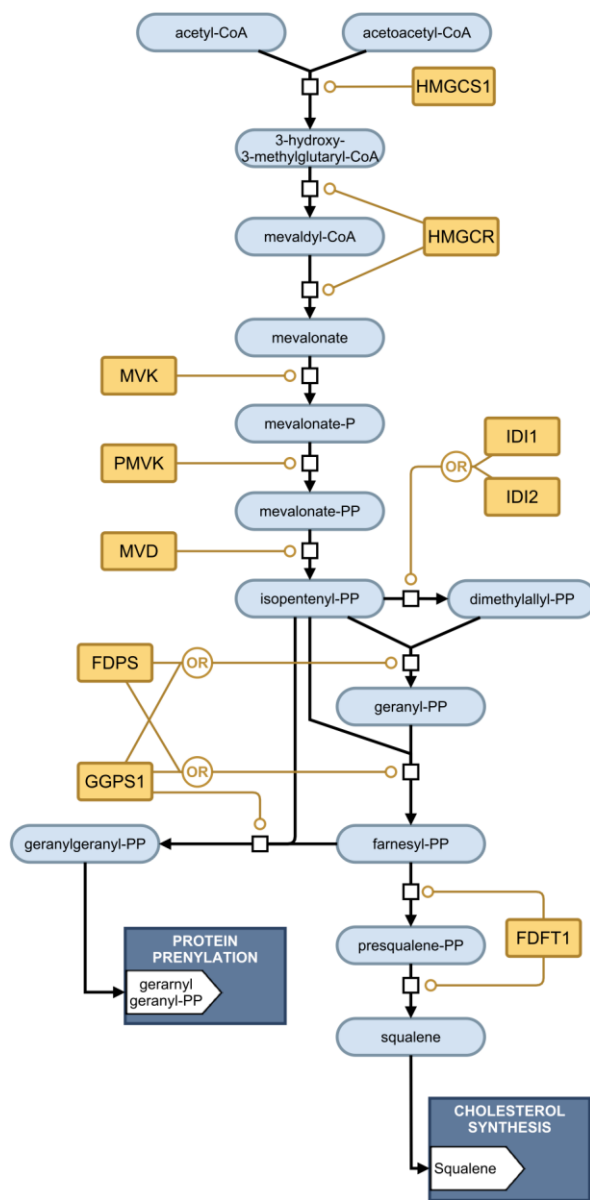 acetyl-CoA
acetoacetyl-CoA
HMGCS1
3-hydroxy-
3-methylglutaryl-CoA
mevaldyl-CoA
HMGCR
mevalonate
MVK
mevalonate-P
IDI1
OR
PMVK
IDI2
mevalonate-PP
MVD
isopentenyl-PP
dimethylallyl-PP
FDPS
OR
geranyl-PP
GGPS1
OR
geranylgeranyl-PP
farnesyl-PP
PROTEIN
PRENYLATION
gerarnyl
geranyl-PP
presqualene-PP
FDFT1
squalene
CHOLESTEROL
SYNTHESIS
Squalene